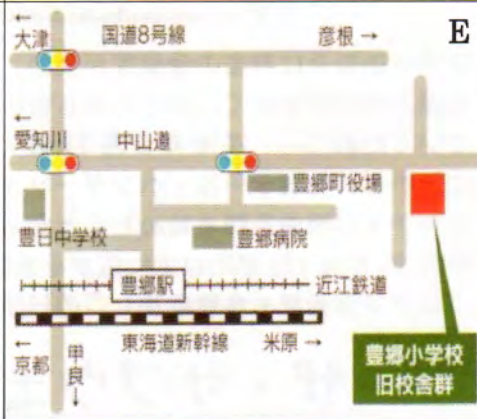 ←
大津
国道8号線
彦根 →
E
←
愛知川
中山道
豊郷町役場
豊日中学校
豊郷病院
豊郷駅
近江鉄道
東海道新幹線
米原 →
←
京都
甲良↓
豊郷小学校
旧校舎群